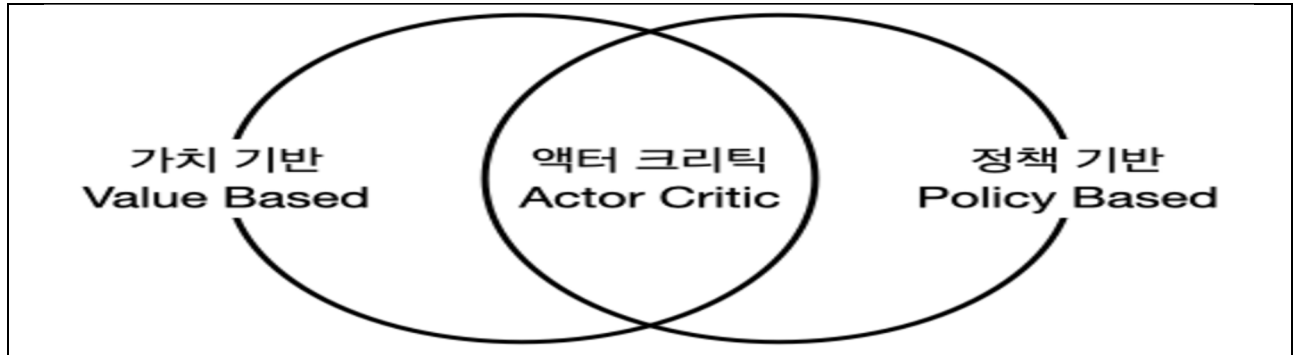 가치 기반
Value Based
액터 크리틱
Actor Critic
정책 기반
Policy Based